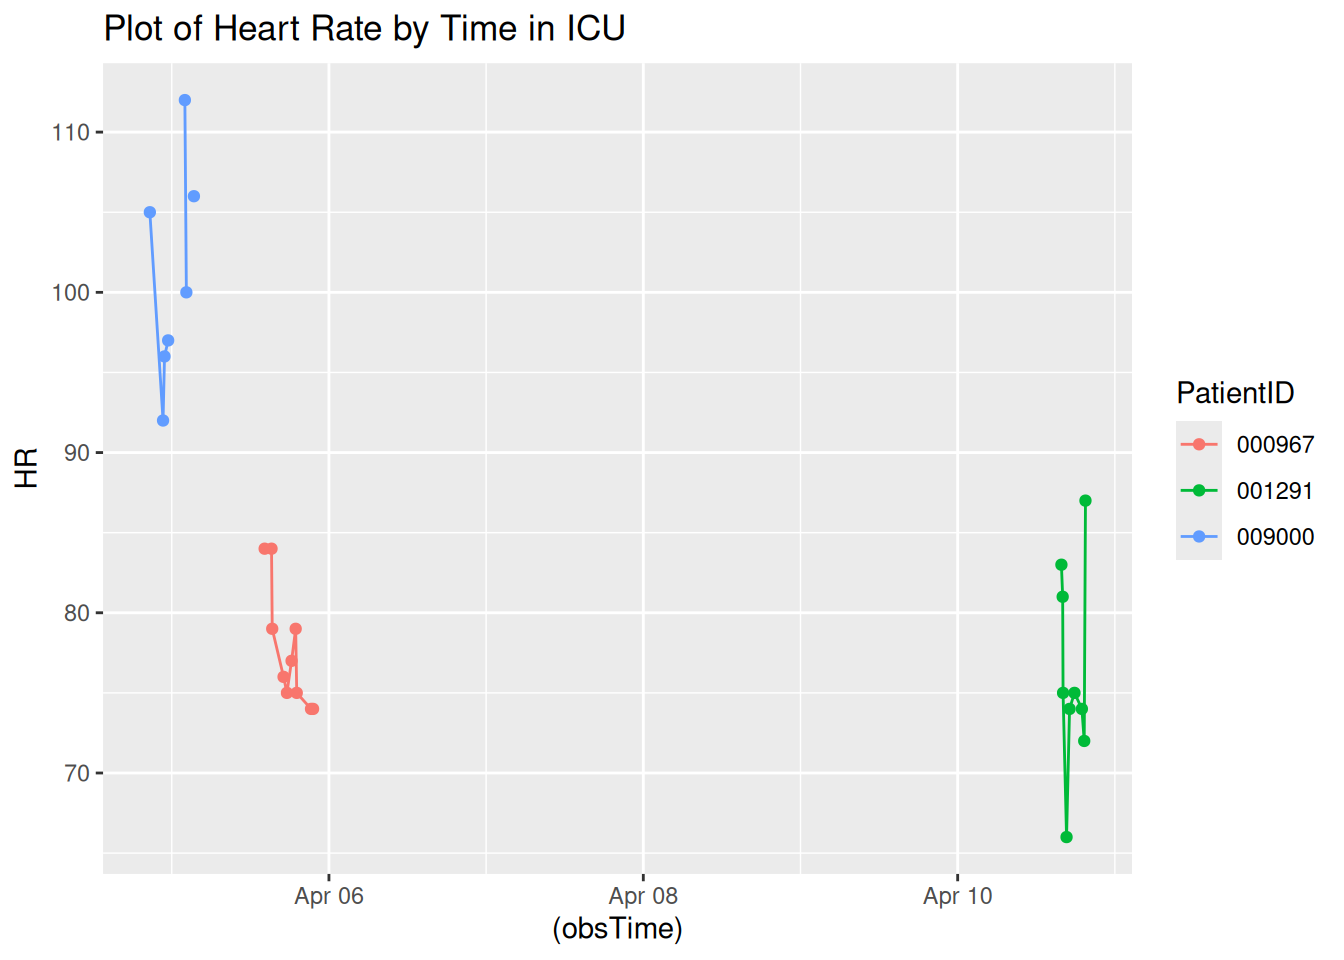 Plot of Heart Rate by Time in ICU
110
100
90
80
70
HR
Apr 06
Apr 08
Apr 10
(obsTime)
PatientID
000967
001291
009000